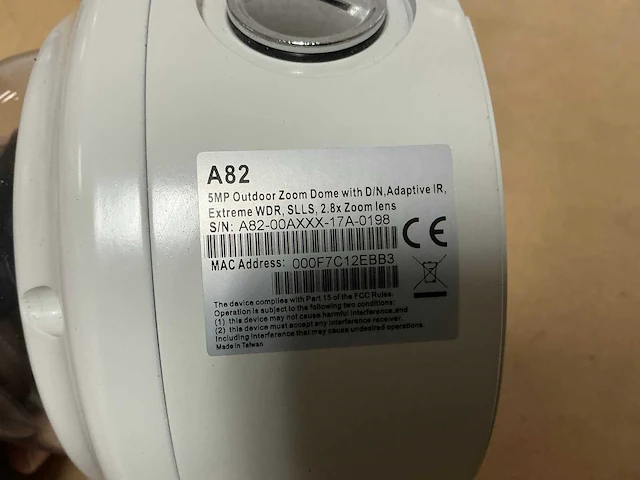 A82
5MP Outdoor Zoom Dome with D/N,Adaptive IR,
Extreme WDR, SLLS, 2.8x Zoom lens
S/N: A82-00AXXX-17A-0198
CE
MAC Address: 000F7C12EBB3
The device complies with Part 15 of the FCC Rules.
Operation is subject to the following two conditions:
(1) this device may not cause harmful interference,and
(2) this device must accept any interference receiver,
including interference that may cause undesired operations
Made in Taiwan